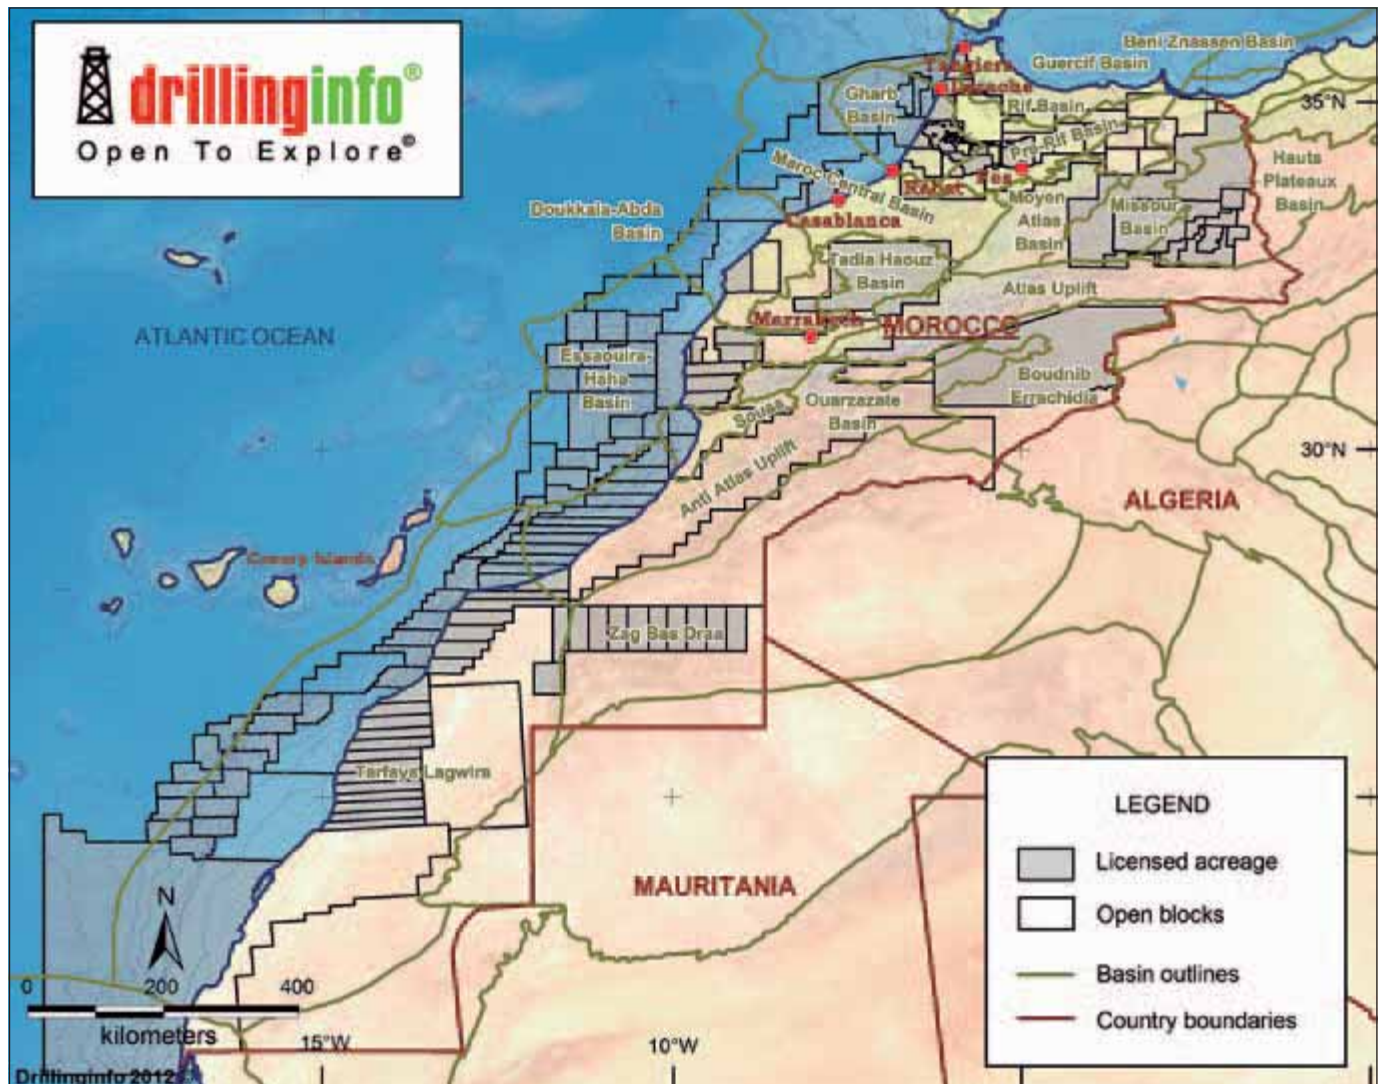 drillinginfo®
Open To Explore©
Beni Znassen Basin
Guercif Basin
Tangiers
Larache
35°N
Gharb
Basin
Rif Basin
Pre-Rif Basin
Hauts
Plateaux
Basin
Maroc Central Basin
Rabat
Fes
Doukkala-Abda
Basin
Casablanca
Moyen
Atlas
Basin
Missour
Basin
Tadla Haouz
Basin
Atlas Uplift
ATLANTIC OCEAN
Marrakech
MOROCCO
Essaouira-
Haha
Basin
Boudnib
Errachidia
Souss
Ouarzazate
Basin
30°N
Anti Atlas Uplift
ALGERIA
Canary Islands
Zag Bas Draa
Tarfaya Lagwira
MAURITANIA
LEGEND
Licensed acreage
Open blocks
Basin outlines
Country boundaries
N
0 200 400
kilometers
15°W
10°W
Drillinginfo 2012